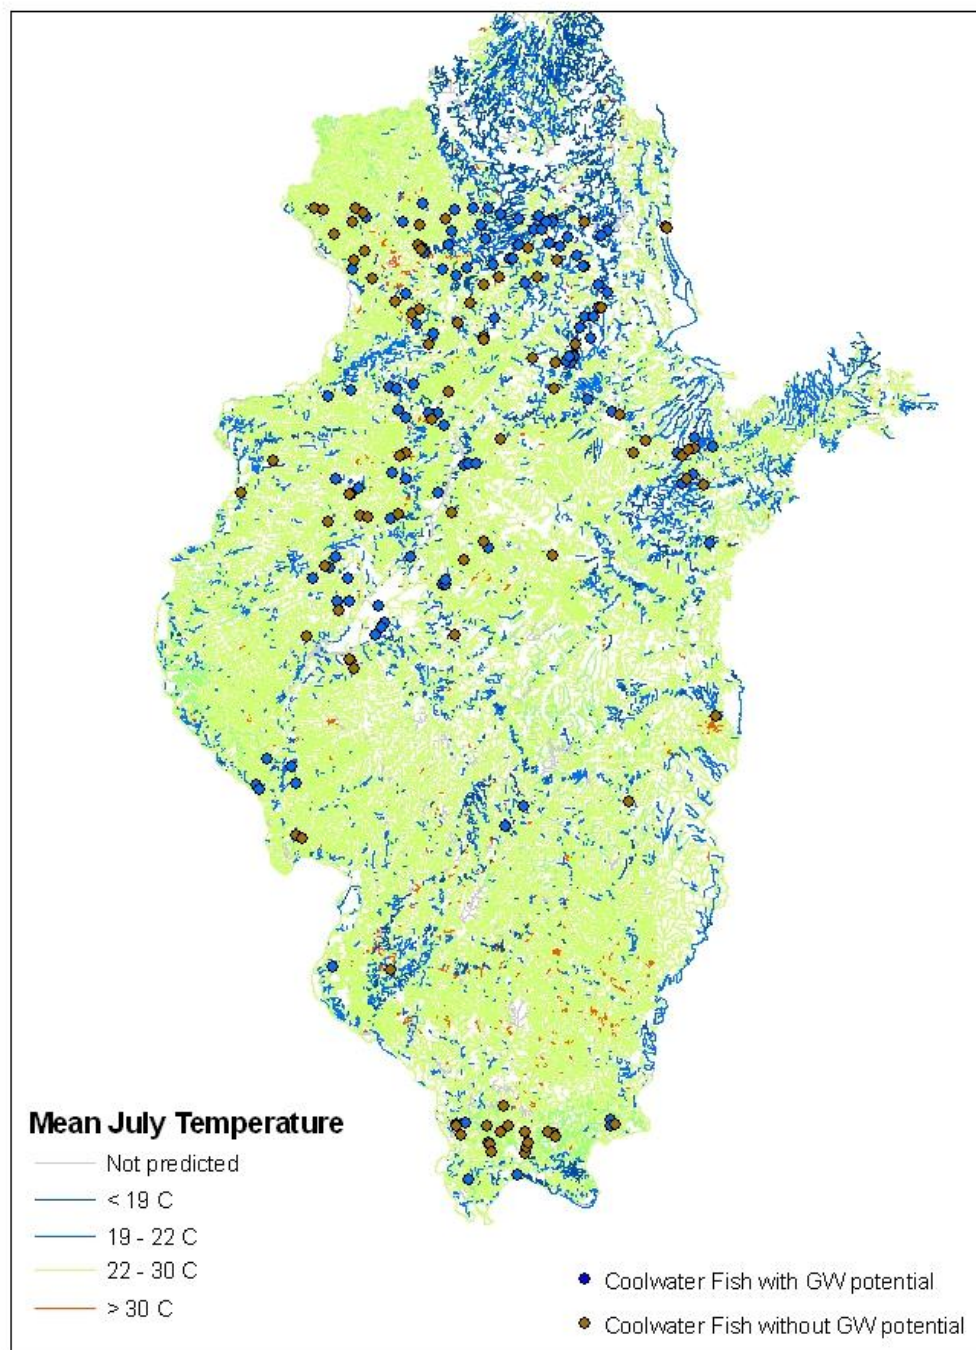 Mean July Temperature
Not predicted
< 19 C
19 - 22 C
22 - 30 C
> 30 C
Coolwater Fish with GW potential
Coolwater Fish without GW potential